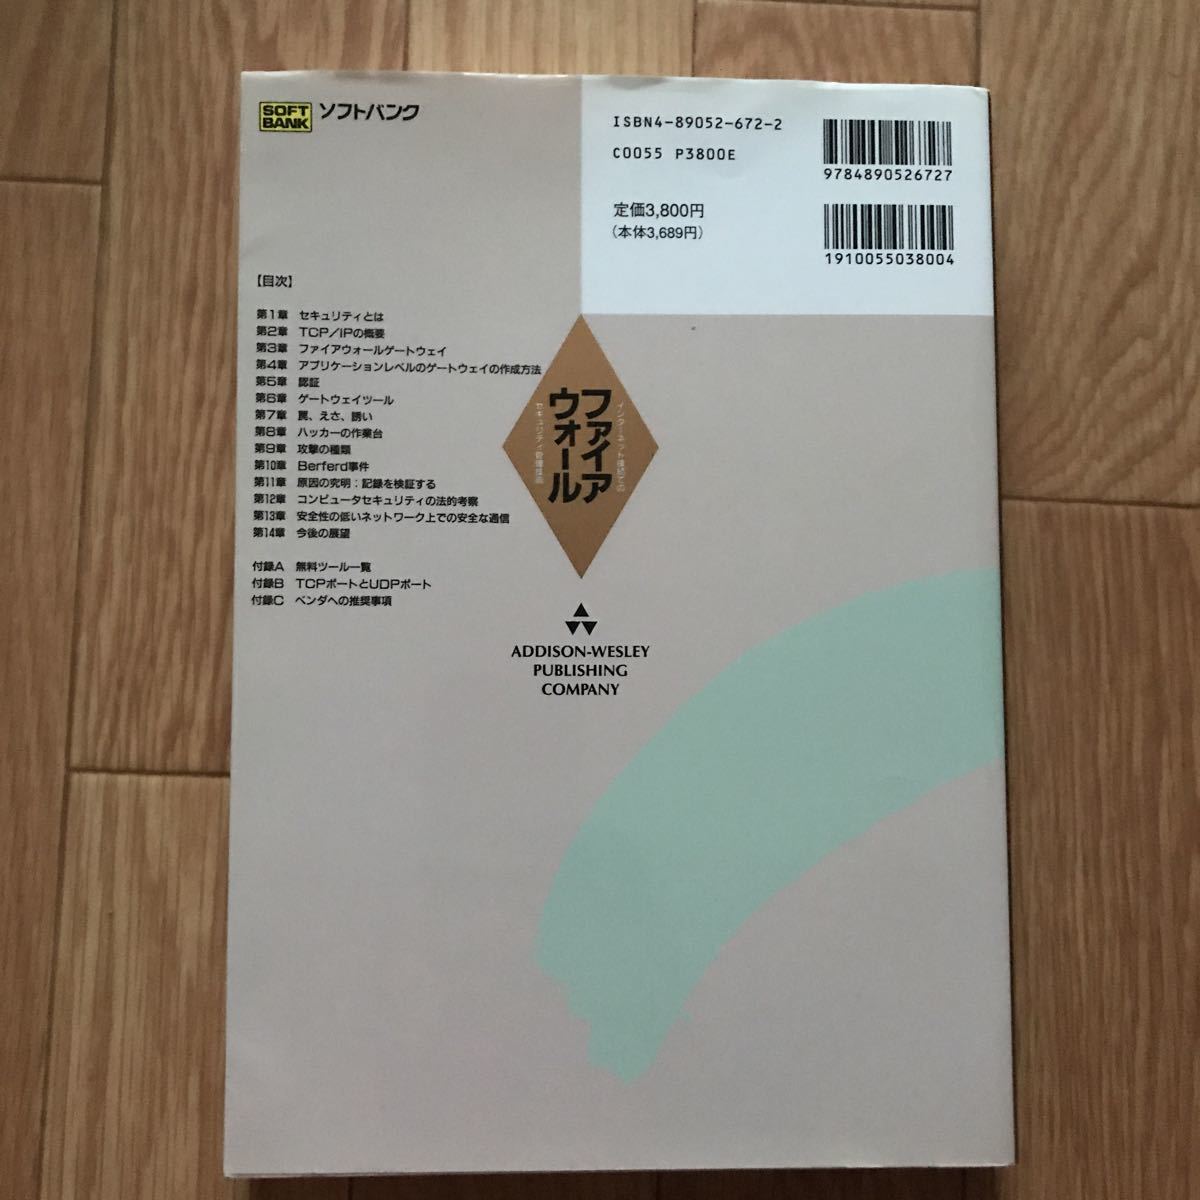 SOFT
BANK
ソフトバンク
ISBN4-89052-672-2
C0055 P3800E
定価3,800円
(本体3,689円)
9784890526727
1910055038004
【目次】
第1章 セキュリティとは
第2章 TCP/IPの概要
第3章 ファイアウォールゲートウェイ
第4章 アプリケーションレベルのゲートウェイの作成方法
第5章 認証
第6章 ゲートウェイツール
第7章 罠、えさ、誘い
第8章 ハッカーの作業台
第9章 攻撃の種類
第10章 Berferd事件
第11章 原因の究明:記録を検証する
第12章 コンピュータセキュリティの法的考察
第13章 安全性の低いネットワーク上での安全な通信
第14章 今後の展望
付録A 無料ツール一覧
付録B TCPポートとUDPポート
付録C ベンダへの推奨事項
インターネット接続での
ファイア
ウォール
セキュリティ管理
ADDISON-WESLEY
PUBLISHING
COMPANY